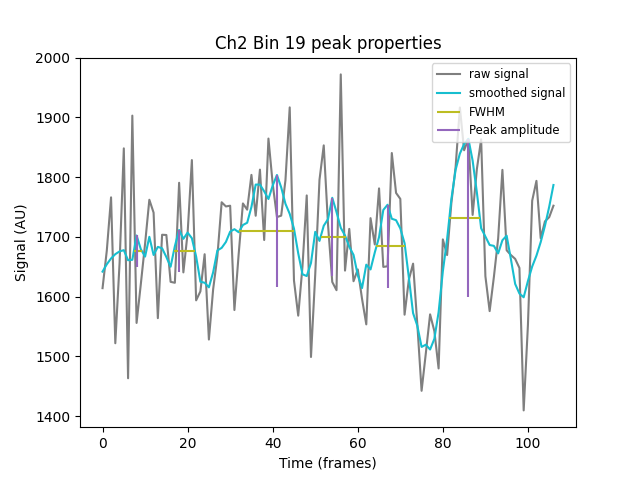 Ch2 Bin 19 peak properties
raw signal
smoothed signal
FWHM
Peak amplitude
Signal (AU)
2000
1900
1800
1700
1600
1500
1400
0 20 40 60 80 100
Time (frames)